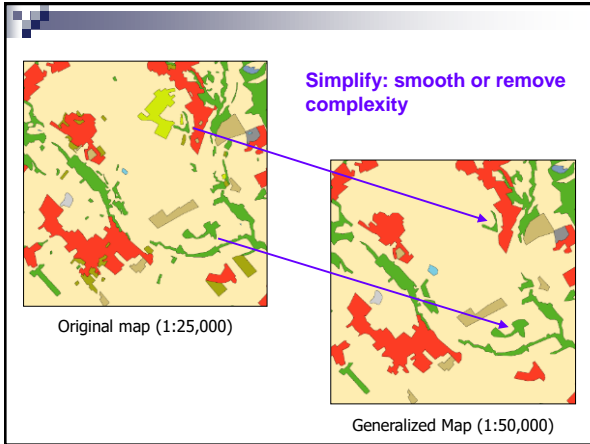 Simplify: smooth or remove
complexity
Original map (1:25,000)
Generalized Map (1:50,000)